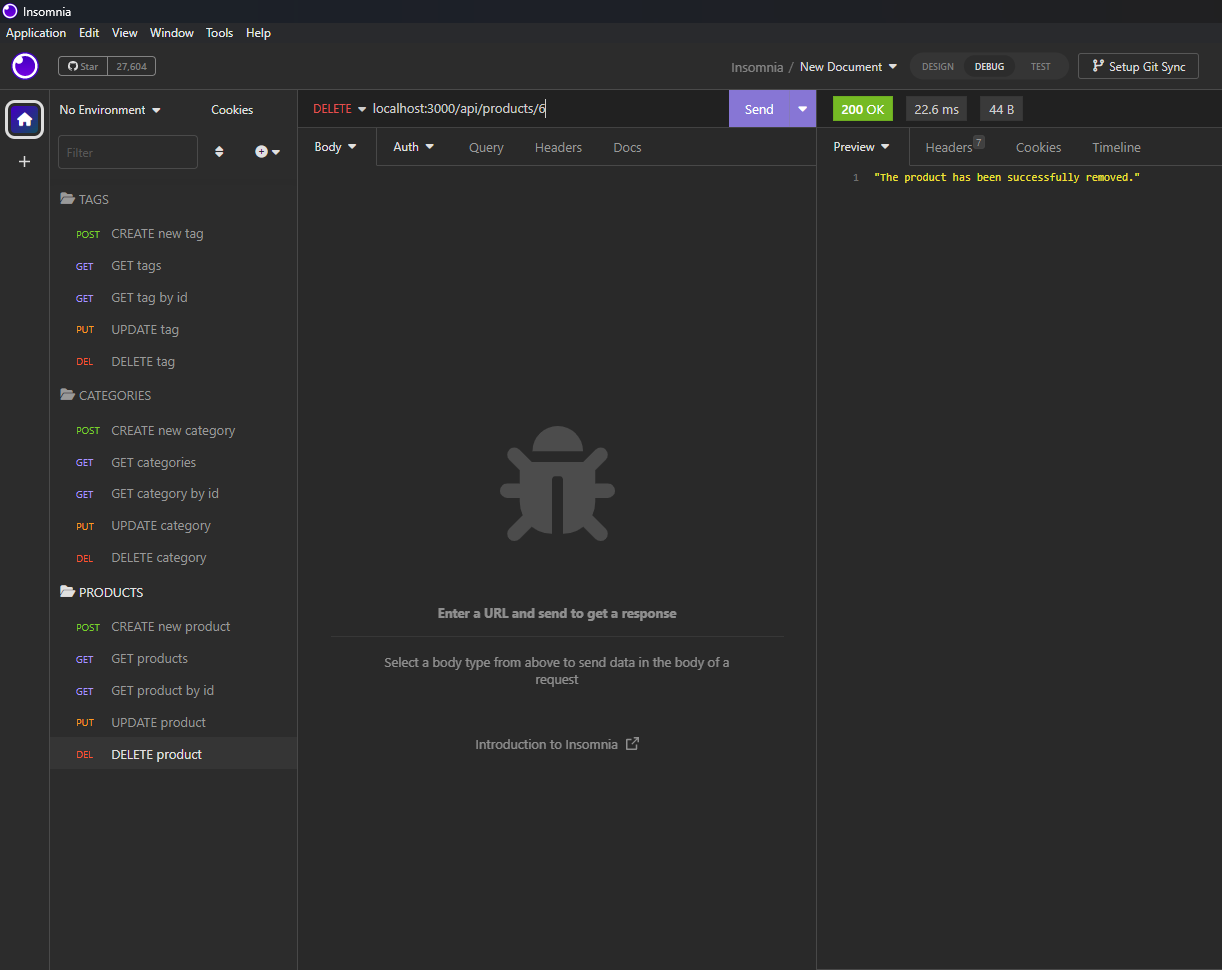 Insomnia
Application Edit View Window Tools Help
Star 27,604
Insomnia / New Document
DESIGN DEBUG TEST
Setup Git Sync
No Environment Cookies
Filter
TAGS
POST CREATE new tag
GET GET tags
GET GET tag by id
PUT UPDATE tag
DEL DELETE tag
CATEGORIES
POST CREATE new category
GET GET categories
GET GET category by id
PUT UPDATE category
DEL DELETE category
PRODUCTS
POST CREATE new product
GET GET products
GET GET product by id
PUT UPDATE product
DEL DELETE product
DELETE localhost:3000/api/products/6
Send
Body Auth Query Headers Docs
Enter a URL and send to get a response
Select a body type from above to send data in the body of a
request
Introduction to Insomnia
200 OK 22.6 ms 44 B
Preview Headers 7 Cookies Timeline
1 "The product has been successfully removed."